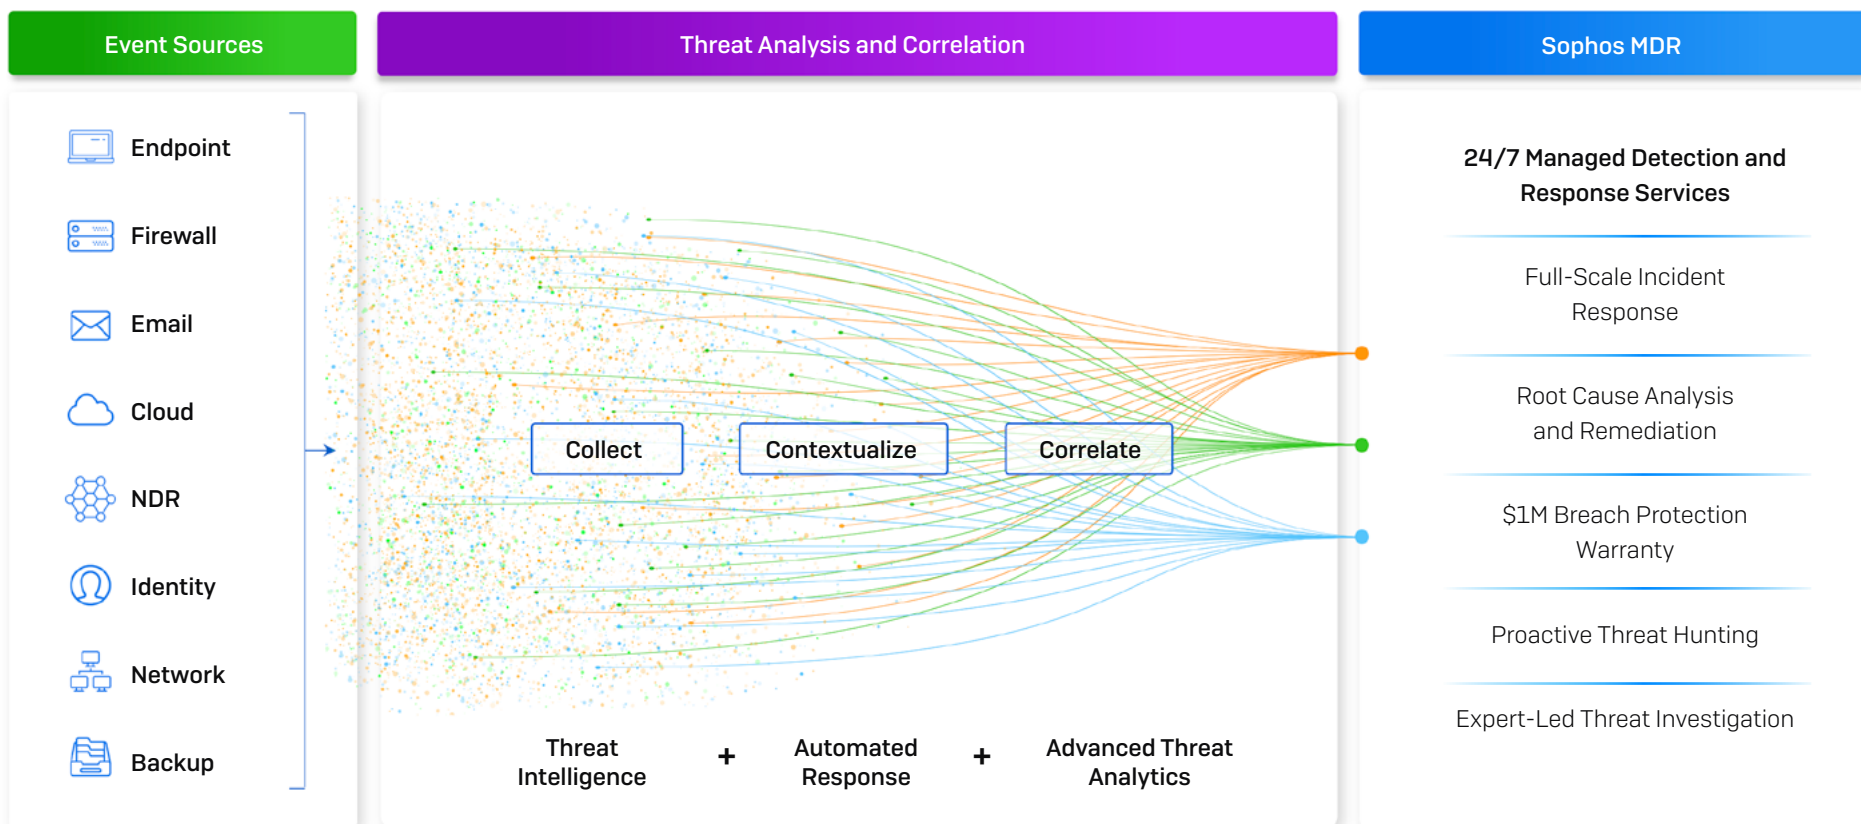 Event Sources
Threat Analysis and Correlation
Sophos MDR
Endpoint
Firewall
Email
Cloud
NDR
Identity
Network
Backup
Collect
Contextualize
Correlate
Threat
Intelligence
+
Automated
Response
+
Advanced Threat
Analytics
24/7 Managed Detection and
Response Services
Full-Scale Incident
Response
Root Cause Analysis
and Remediation
$1M Breach Protection
Warranty
Proactive Threat Hunting
Expert-Led Threat Investigation